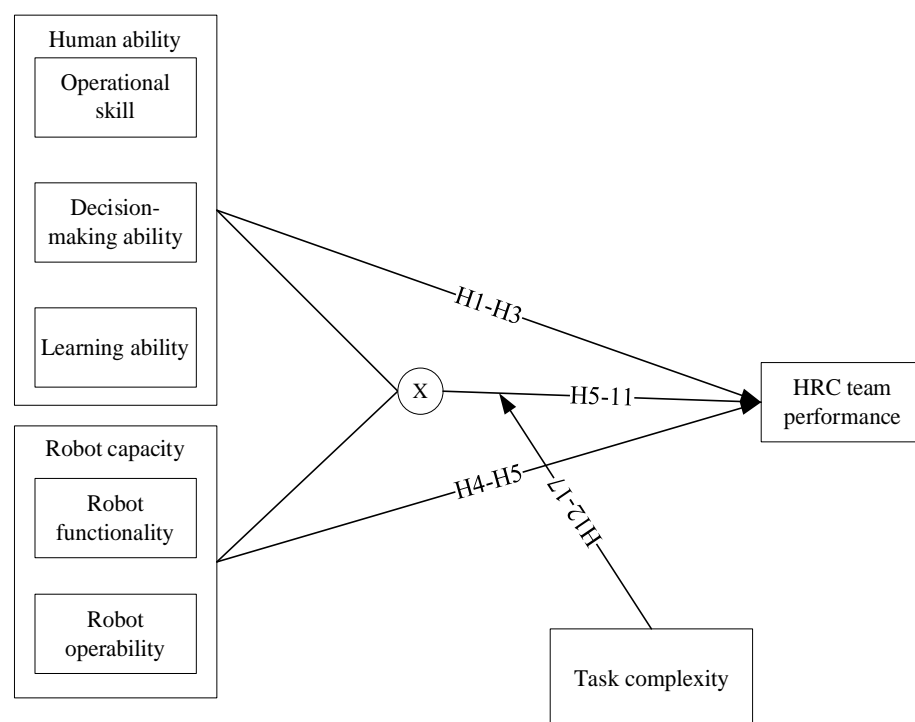 Human ability
Operational
skill
Decision-
making ability
Learning ability
Robot capacity
Robot
functionality
Robot
operability
H1-H3
X
H5-11
H4-H5
H12-17
HRC team
performance
Task complexity